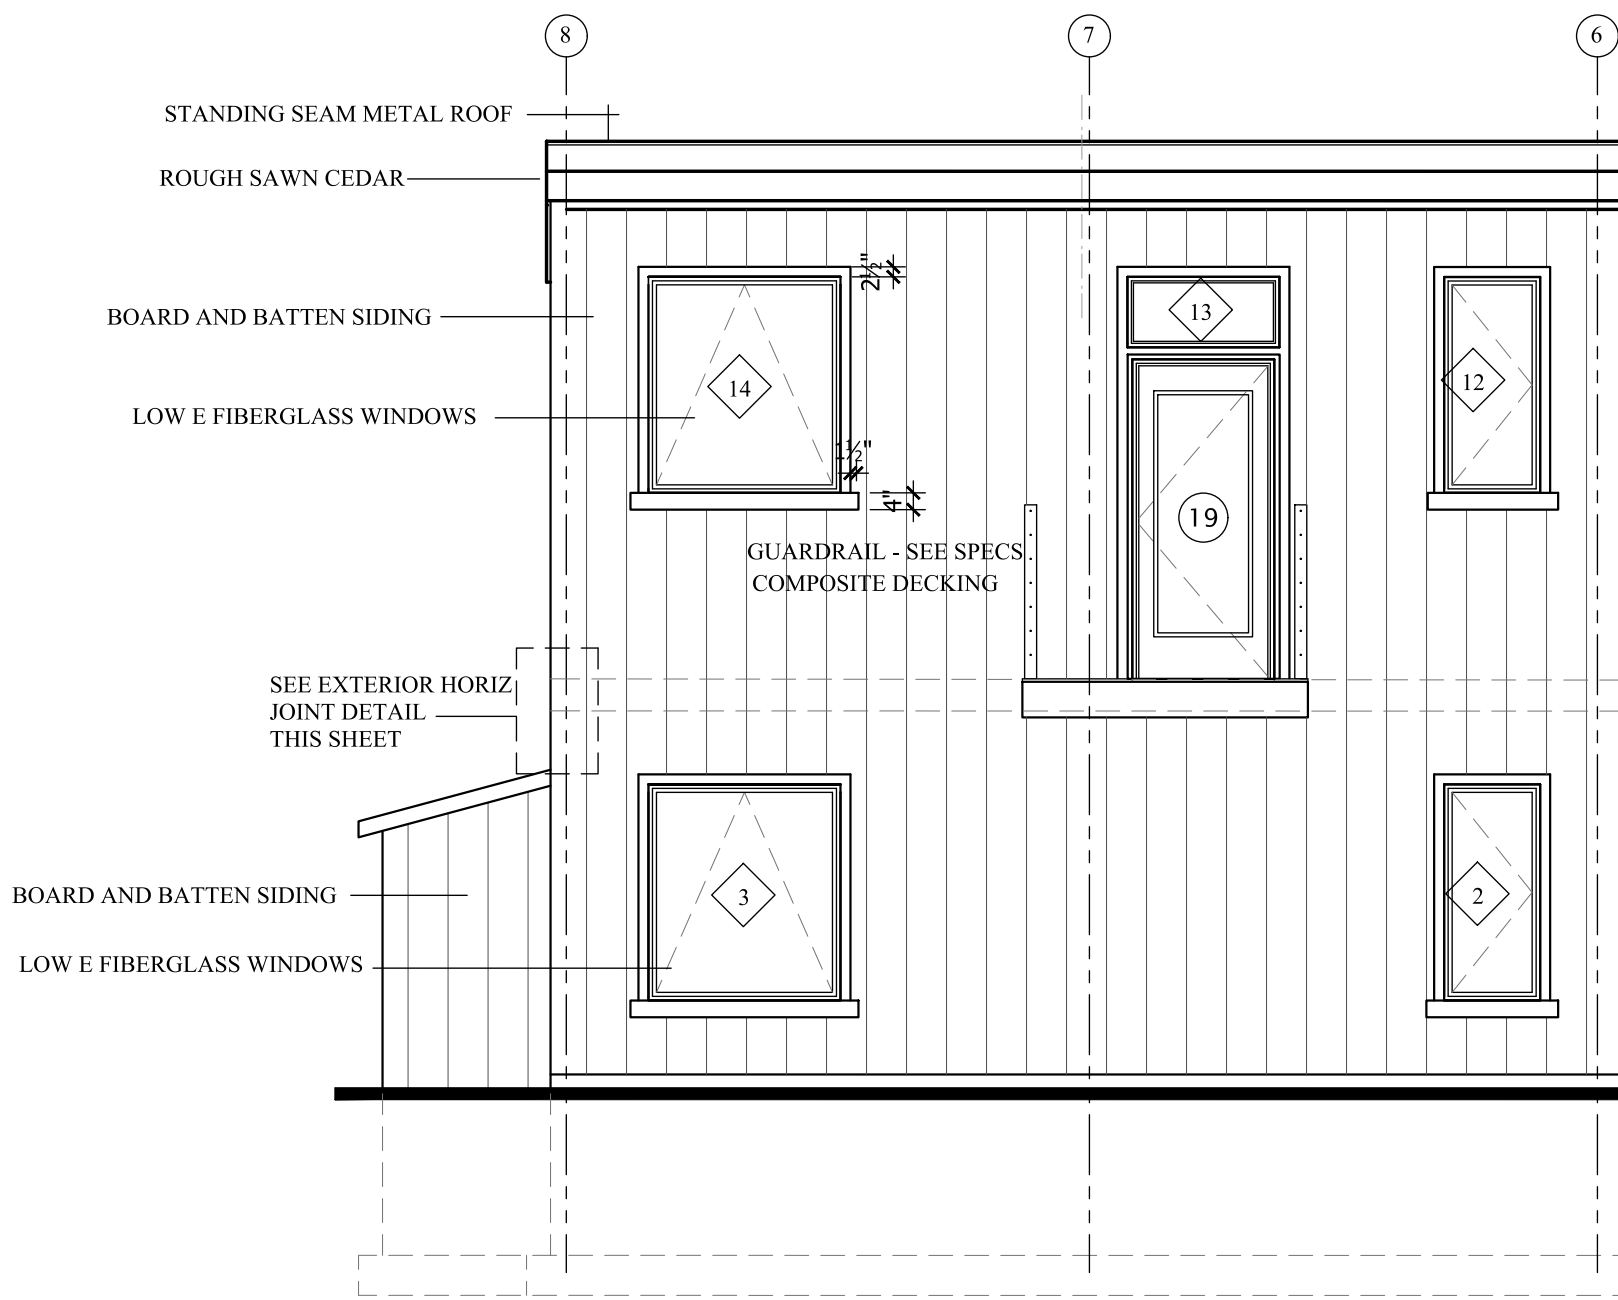 8
7
6
STANDING SEAM METAL ROOF
ROUGH SAWN CEDAR
2½"
13
BOARD AND BATTEN SIDING
14
12
LOW E FIBERGLASS WINDOWS
1½"
4"
19
GUARDRAIL - SEE SPECS
COMPOSITE DECKING
SEE EXTERIOR HORIZ
JOINT DETAIL
THIS SHEET
BOARD AND BATTEN SIDING
3
2
LOW E FIBERGLASS WINDOWS